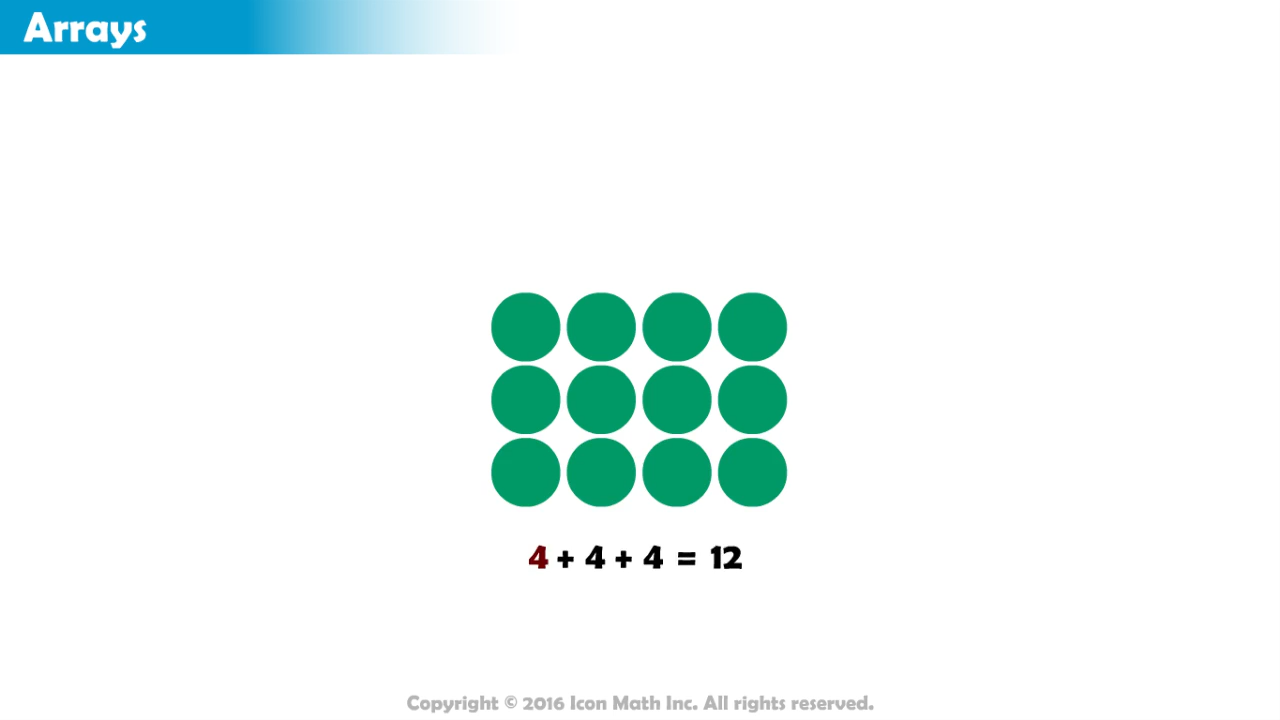 Arrays
4 + 4 + 4 = 12
Copyright © 2016 Icon Math Inc. All rights reserved.